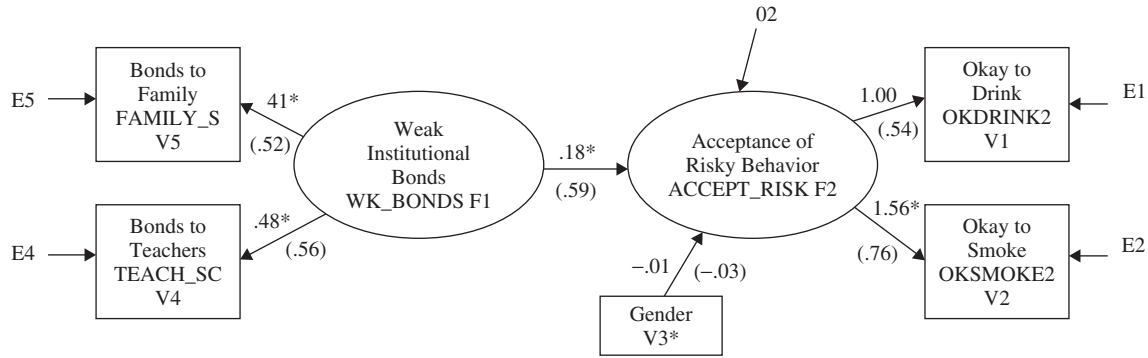 02
E5
Bonds to
Family
FAMILY_S
V5
41*
(.52)
Weak
Institutional
Bonds
WK_BONDS F1
.18*
(.59)
Acceptance of
Risky Behavior
ACCEPT_RISK F2
1.00
(.54)
Okay to
Drink
OKDRINK2
V1
E1
E4
Bonds to
Teachers
TEACH_SC
V4
.48*
(.56)
−.01
(−.03)
Gender
V3*
1.56*
(.76)
Okay to
Smoke
OKSMOKE2
V2
E2